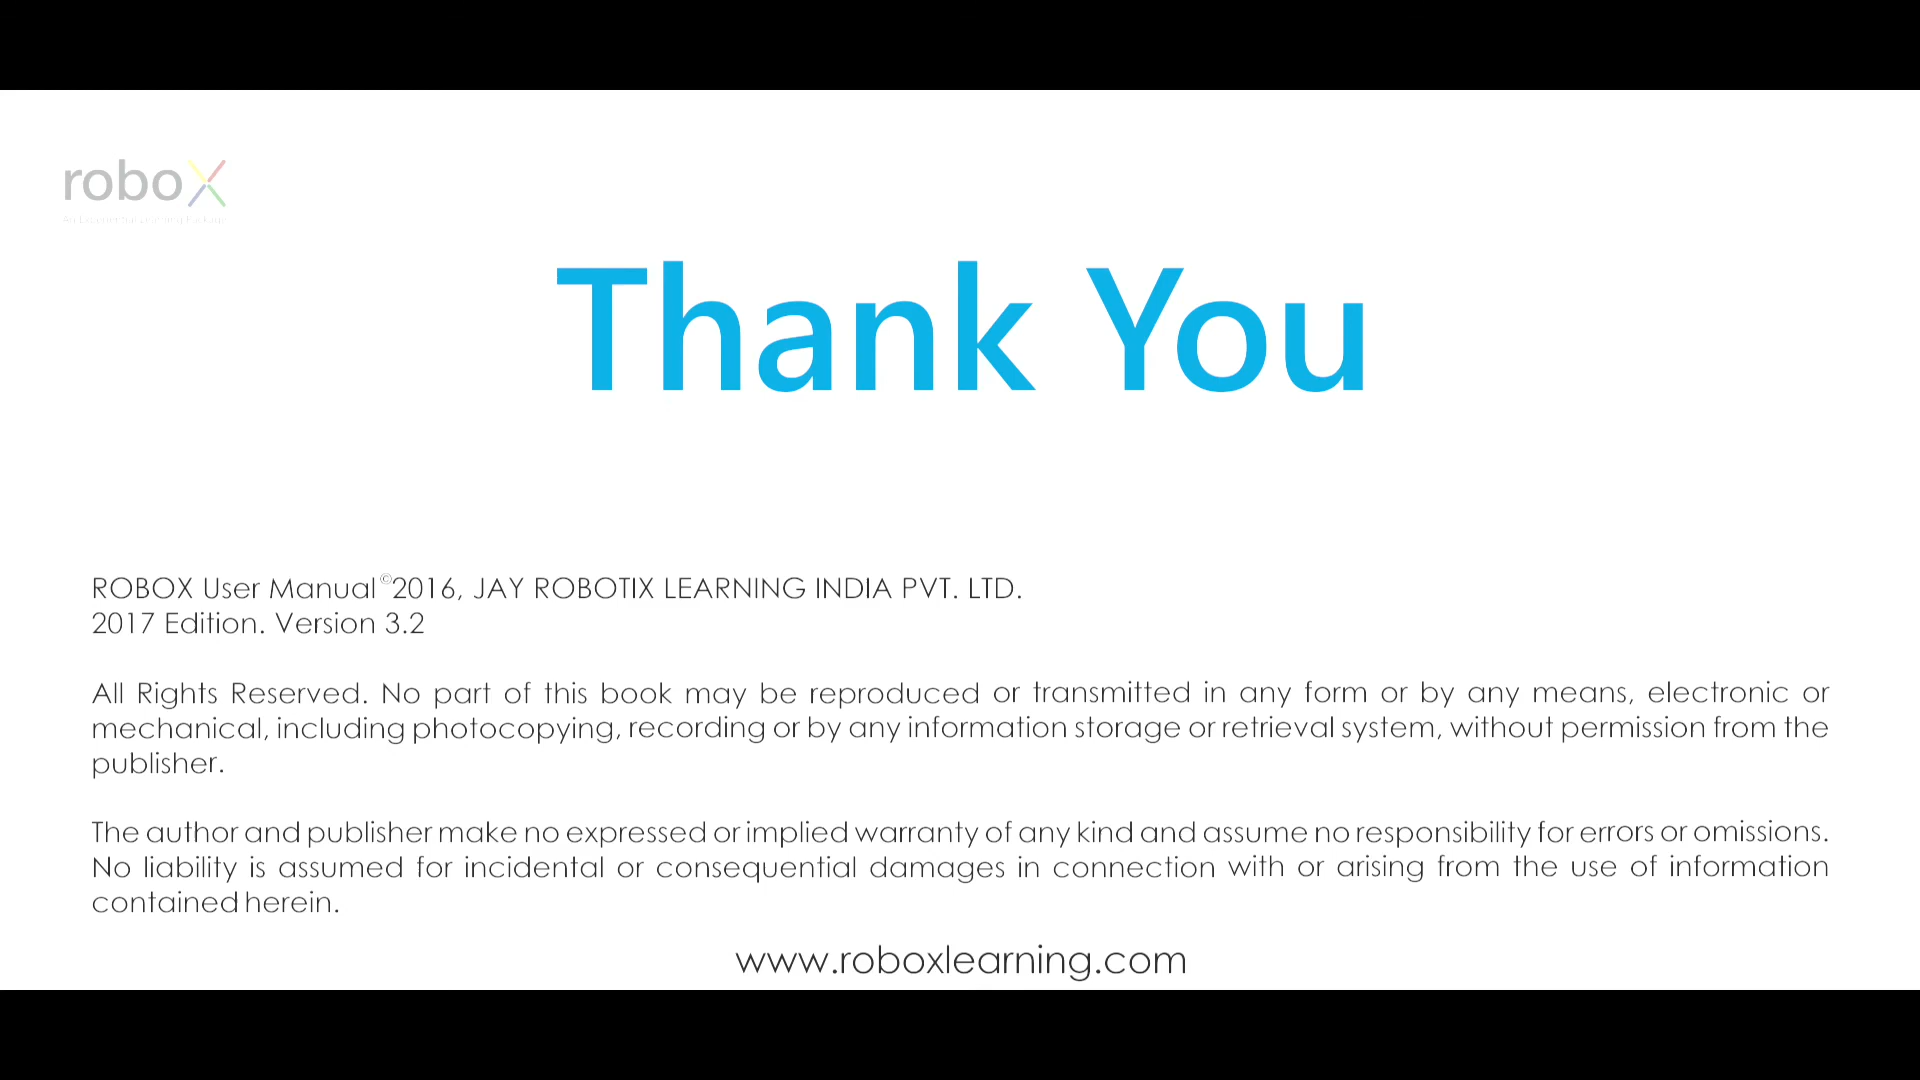 roboX
An Experiential Learning Package
Thank You
ROBOX User Manual©2016, JAY ROBOTIX LEARNING INDIA PVT. LTD.
2017 Edition. Version 3.2
All Rights Reserved. No part of this book may be reproduced or transmitted in any form or by any means, electronic or
mechanical, including photocopying, recording or by any information storage or retrieval system, without permission from the
publisher.
The author and publisher make no expressed or implied warranty of any kind and assume no responsibility for errors or omissions.
No liability is assumed for incidental or consequential damages in connection with or arising from the use of information
contained herein.
www.roboxlearning.com